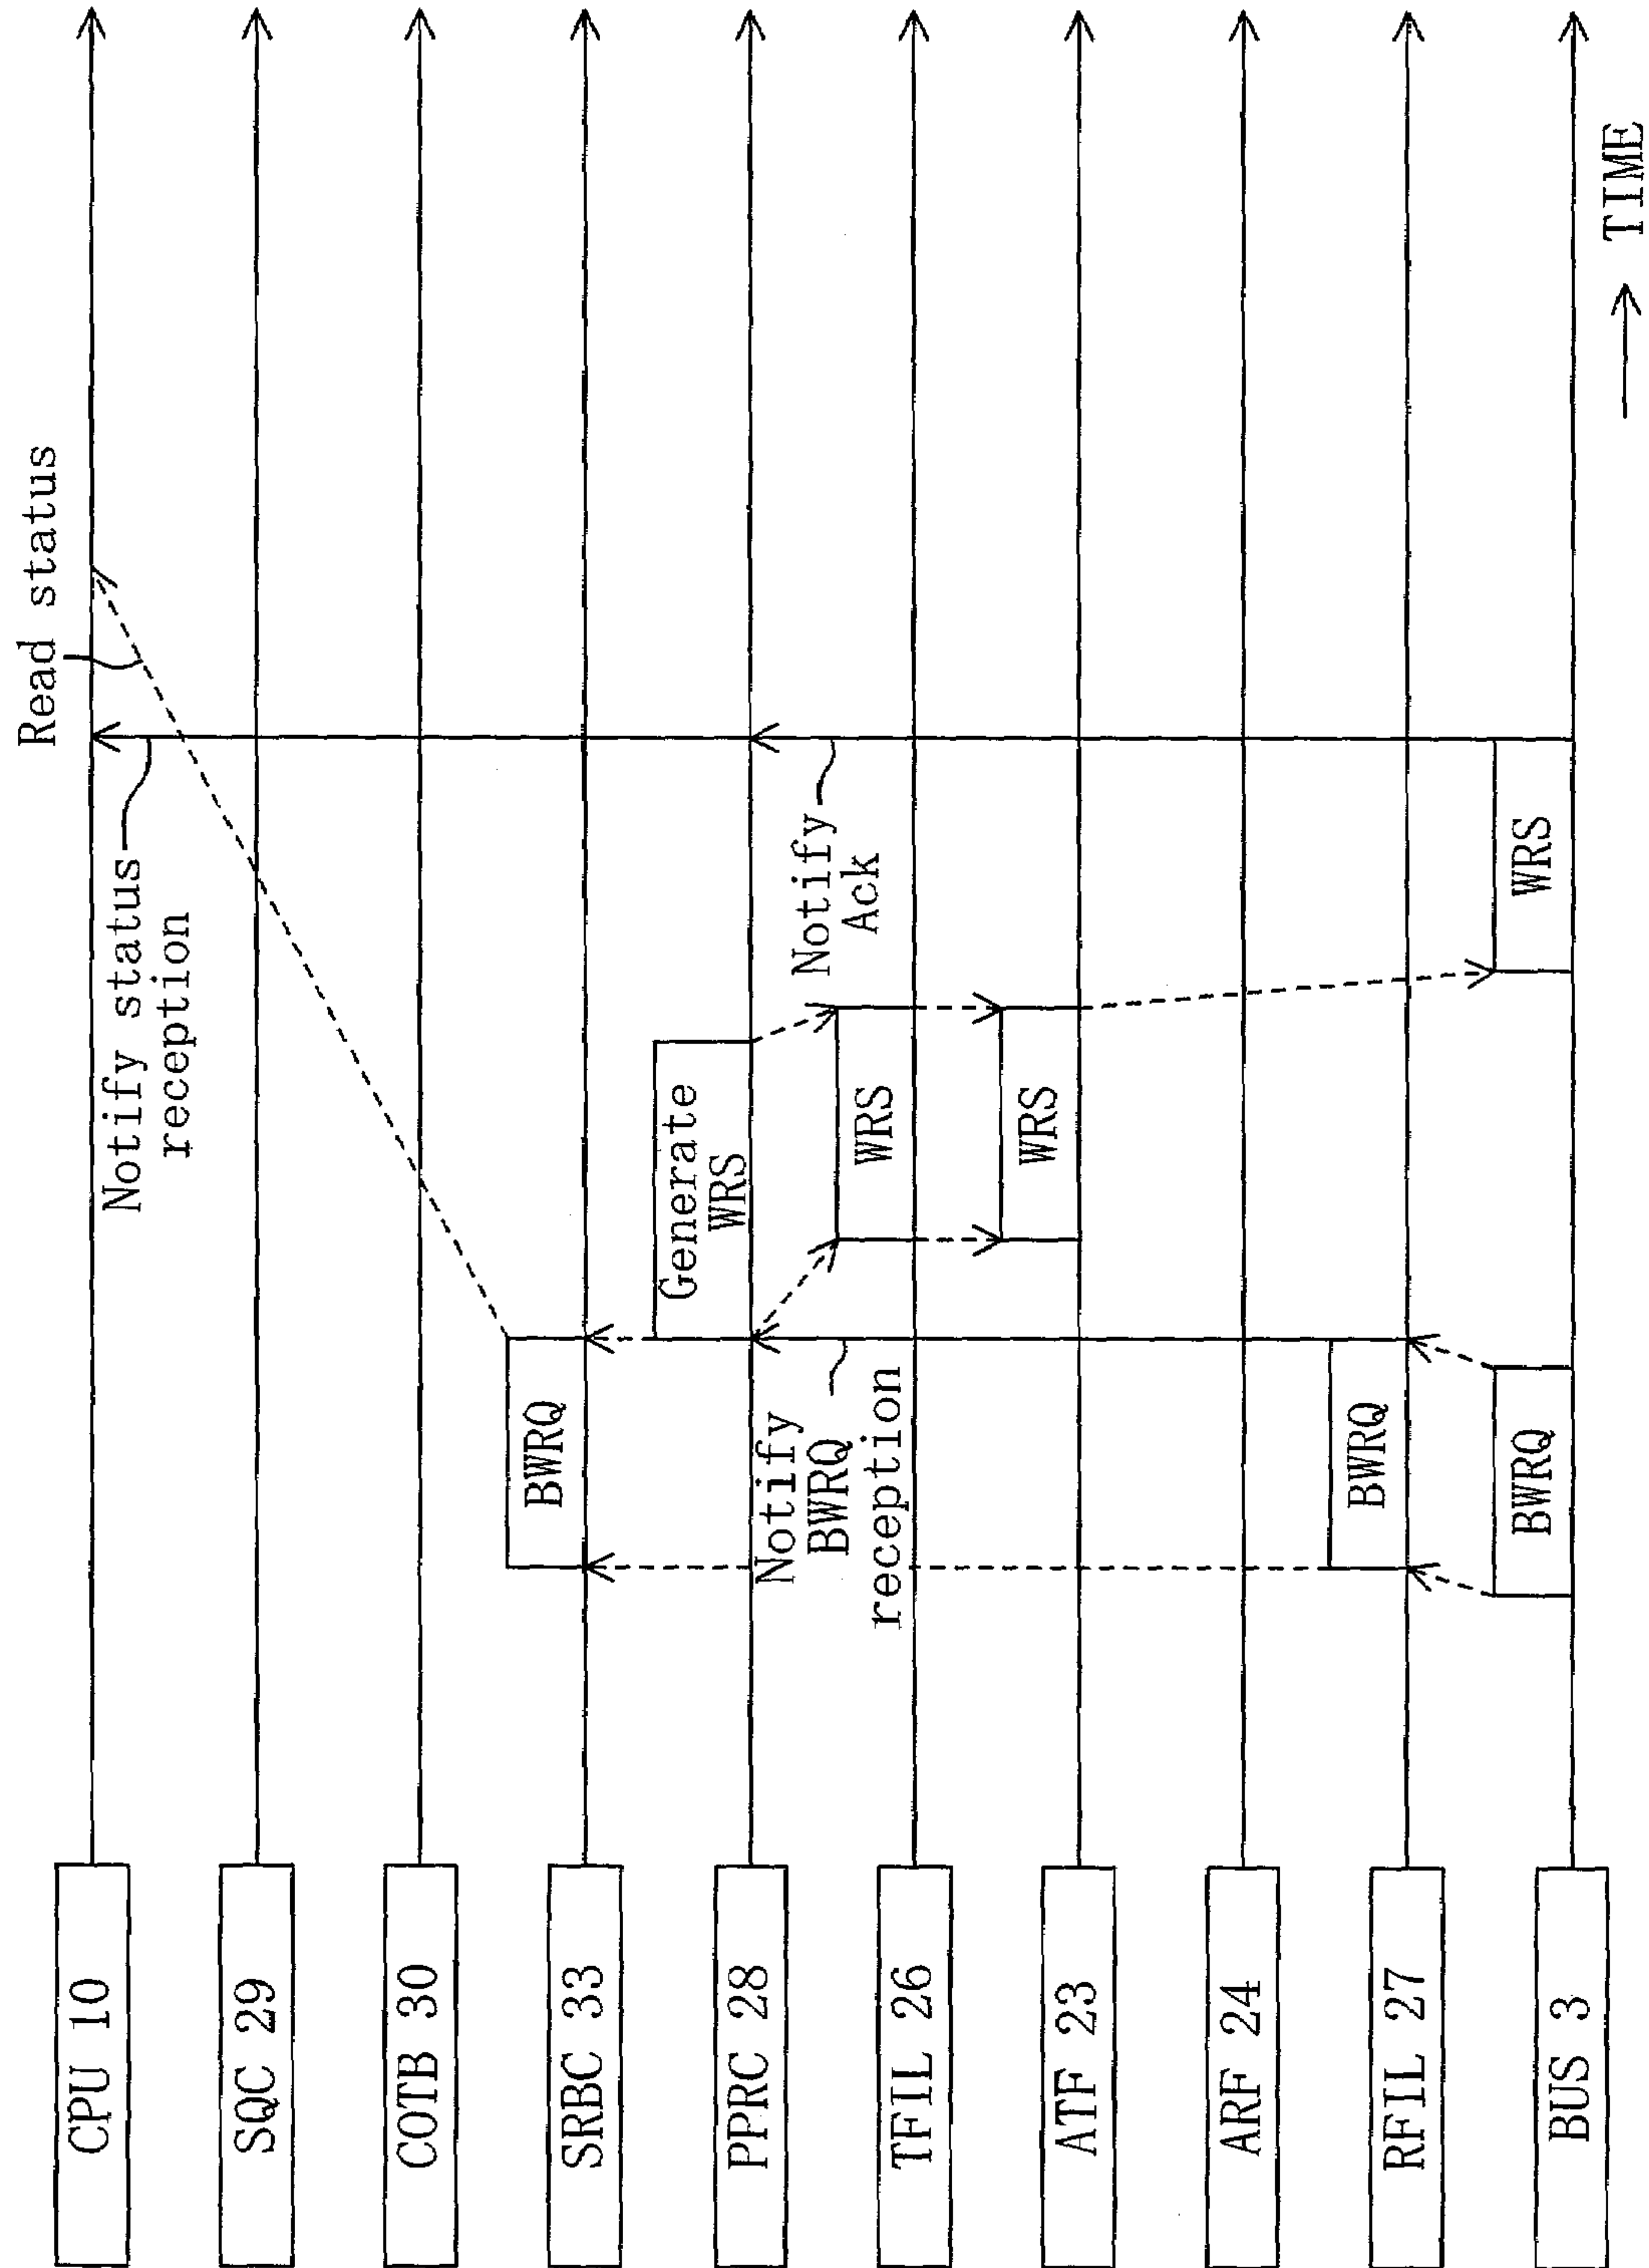 CPU 10
SQC 29
COTB 30
SRBC 33
PPRC 28
TFIL 26
ATF 23
ARF 24
RFIL 27
BUS 3
Read status
Notify status
reception
BWRQ
Generate
WRS
Notify
BWRQ
reception
WRS
Notify
Ack
WRS
BWRQ
BWRQ
WRS
TIME